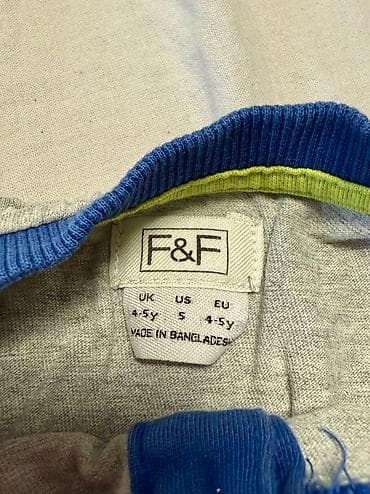 F&F
UK US EU
4-5y 5 4-5y
MADE IN BANGLADESH